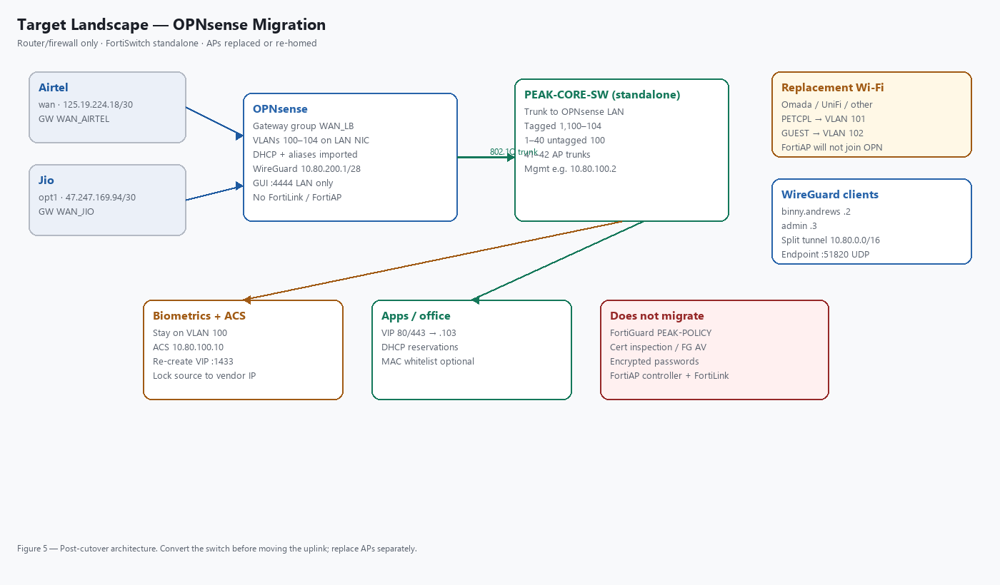 Target Landscape — OPNsense Migration
Router/firewall only · FortiSwitch standalone · APs replaced or re-homed
Airtel
wan · 125.19.224.18/30
GW WAN_AIRTEL
Jio
opt1 · 47.247.169.94/30
GW WAN_JIO
OPNsense
Gateway group WAN_LB
VLANs 100–104 on LAN NIC
DHCP + aliases imported
WireGuard 10.80.200.1/28
GUI :4444 LAN only
No FortiLink / FortiAP
802.1Q trunk
PEAK-CORE-SW (standalone)
Trunk to OPNsense LAN
Tagged 1,100–104
1–40 untagged 100
41–42 AP trunks
Mgmt e.g. 10.80.100.2
Replacement Wi-Fi
Omada / UniFi / other
PETCPL → VLAN 101
GUEST → VLAN 102
FortiAP will not join OPN
WireGuard clients
binny.andrews .2
admin .3
Split tunnel 10.80.0.0/16
Endpoint :51820 UDP
Biometrics + ACS
Stay on VLAN 100
ACS 10.80.100.10
Re-create VIP :1433
Lock source to vendor IP
Apps / office
VIP 80/443 → .103
DHCP reservations
MAC whitelist optional
Does not migrate
FortiGuard PEAK-POLICY
Cert inspection / FG AV
Encrypted passwords
FortiAP controller + FortiLink
Figure 5 — Post-cutover architecture. Convert the switch before moving the uplink; replace APs separately.